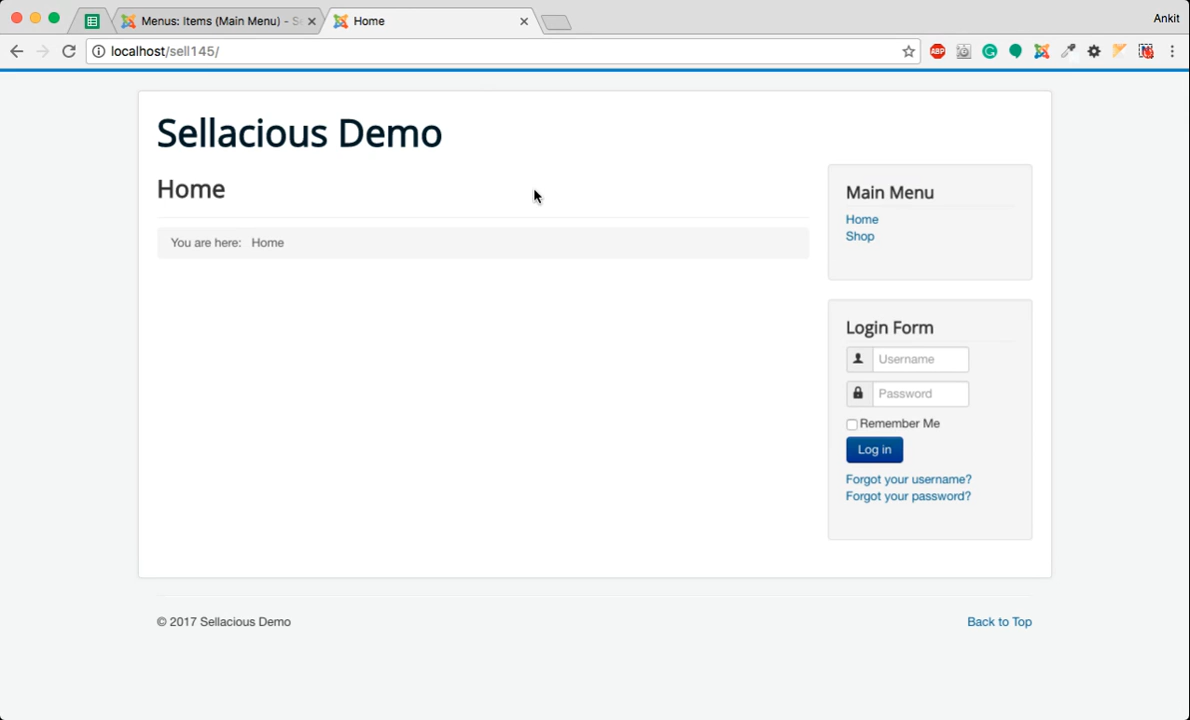 Menus: Items (Main Menu) - S
Home
Ankit
localhost/sell145/
ABP
Sellacious Demo
Home
You are here: Home
Main Menu
Home
Shop
Login Form
Username
Password
Remember Me
Log in
Forgot your username?
Forgot your password?
© 2017 Sellacious Demo
Back to Top